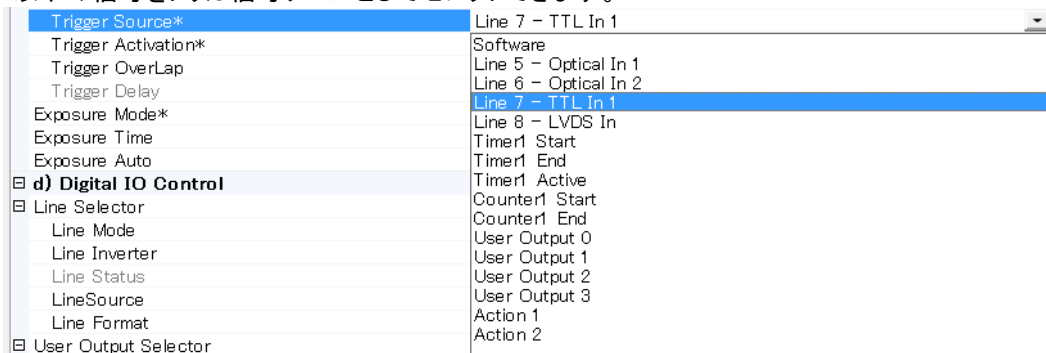 Trigger Source*
Line 7 - TTL In 1
Trigger Activation*
Trigger OverLap
Trigger Delay
Exposure Mode*
Exposure Time
Exposure Auto
d) Digital IO Control
Line Selector
Line Mode
Line Inverter
Line Status
LineSource
Line Format
User Output Selector
Software
Line 5 - Optical In 1
Line 6 - Optical In 2
Line 7 - TTL In 1
Line 8 - LVDS In
Timer1 Start
Timer1 End
Timer1 Active
Counter1 Start
Counter1 End
User Output 0
User Output 1
User Output 2
User Output 3
Action 1
Action 2